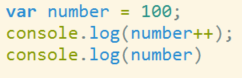 var number = 100;
console.log(number++);
console.log(number)